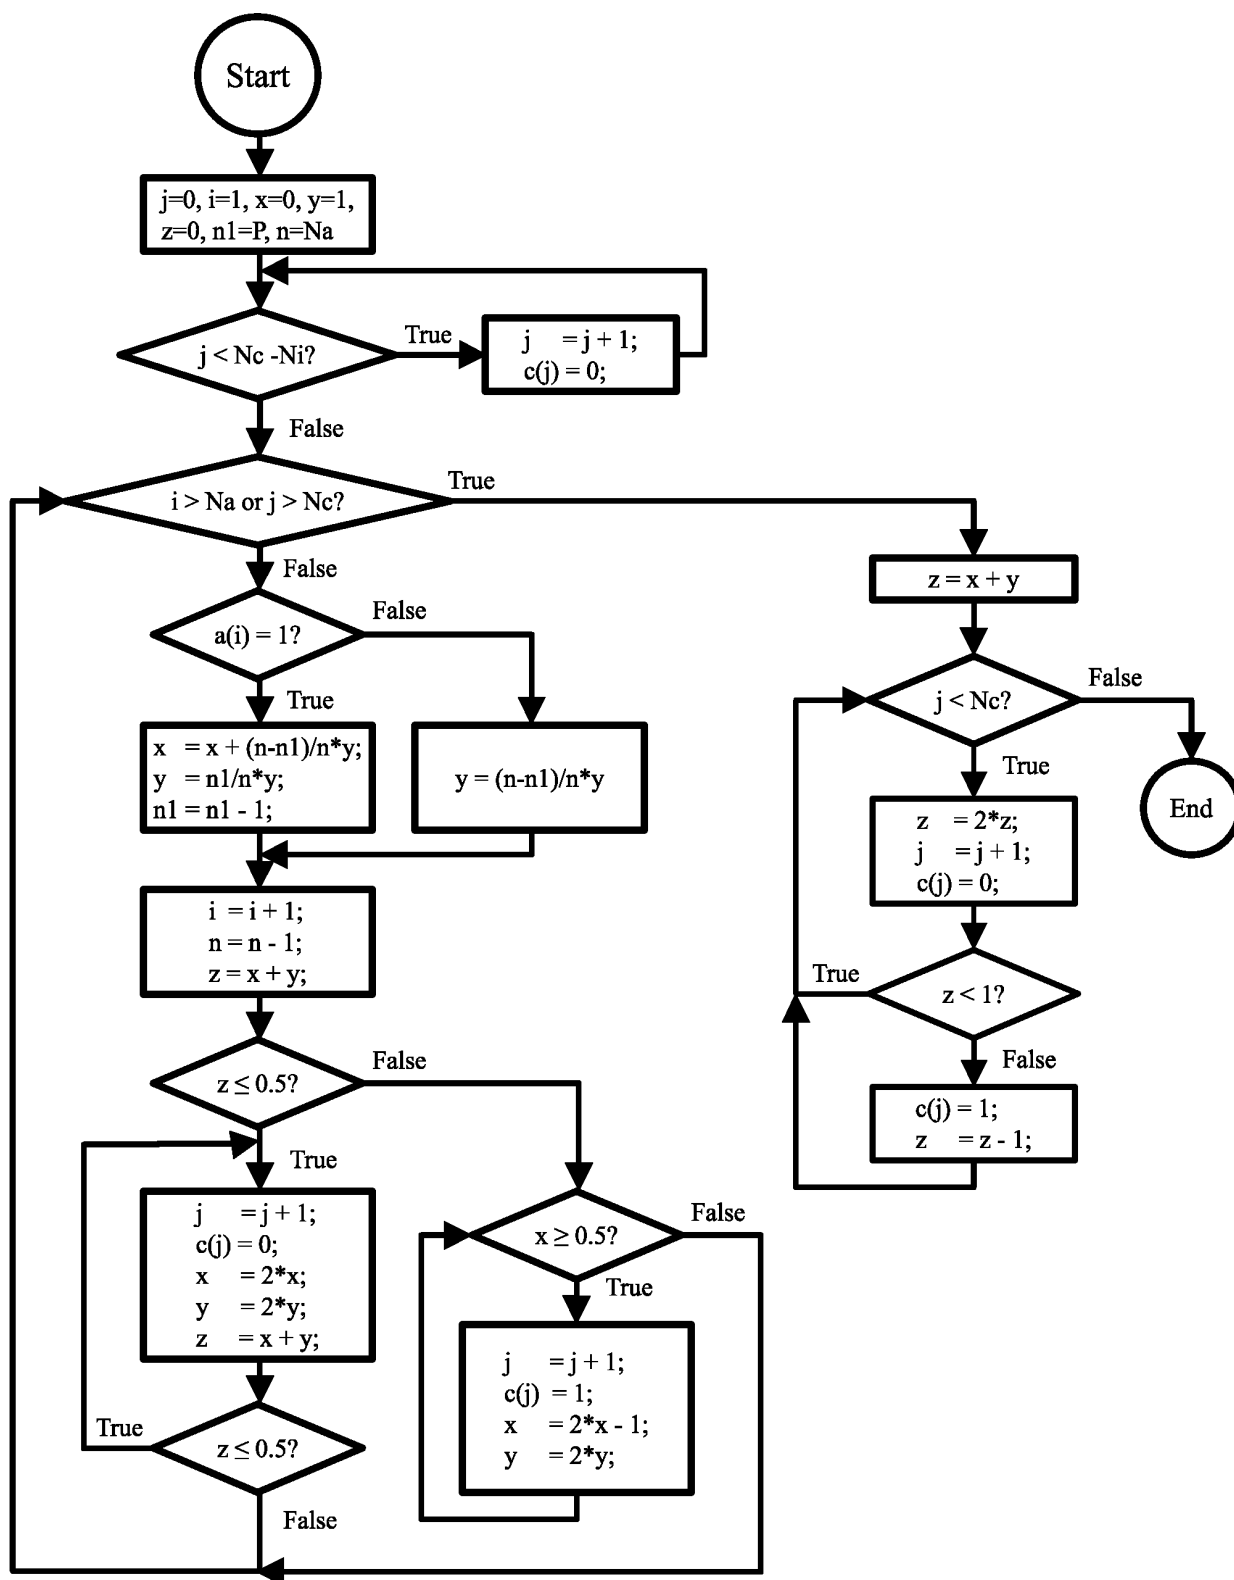 Start
j=0, i=1, x=0, y=1,
z=0, n1=P, n=Na
j < Nc -Ni?
True
j = j + 1;
c(j) = 0;
False
i > Na or j > Nc?
True
False
a(i) = 1?
False
True
x = x + (n-n1)/n*y;
y = n1/n*y;
n1 = n1 - 1;
y = (n-n1)/n*y
i = i + 1;
n = n - 1;
z = x + y;
z ≤ 0.5?
False
True
j = j + 1;
c(j) = 0;
x = 2*x;
y = 2*y;
z = x + y;
z ≤ 0.5?
True
False
x ≥ 0.5?
False
True
j = j + 1;
c(j) = 1;
x = 2*x - 1;
y = 2*y;
z = x + y
j < Nc?
False
True
End
z = 2*z;
j = j + 1;
c(j) = 0;
True
z < 1?
False
c(j) = 1;
z = z - 1;